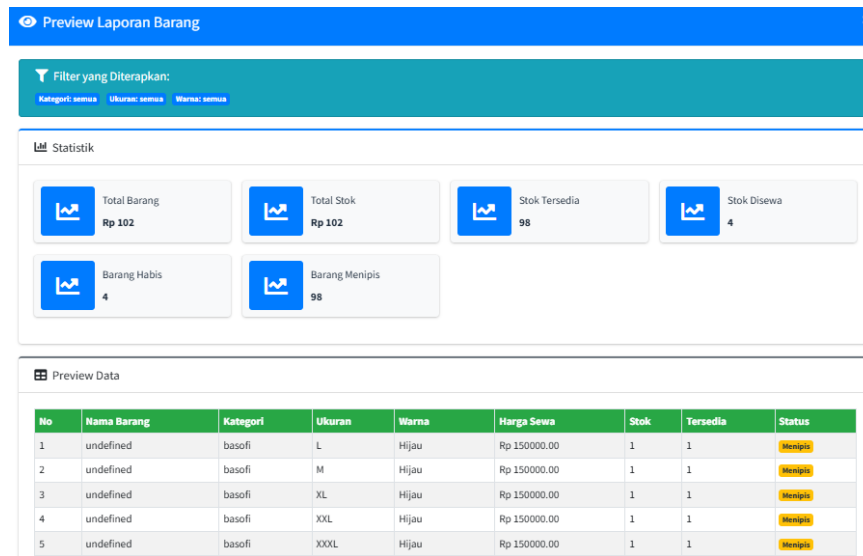 Preview Laporan Barang
Filter yang Diterapkan:
Kategori: semua Ukuran: semua Warna: semua
Statistik
Total Barang
Rp 102
Total Stok
Rp 102
Stok Tersedia
98
Stok Disewa
4
Barang Habis
4
Barang Menipis
98
Preview Data
No Nama Barang Kategori Ukuran Warna Harga Sewa Stok Tersedia Status
1 undefined basofi L Hijau Rp 150000.00 1 1 Menipis
2 undefined basofi M Hijau Rp 150000.00 1 1 Menipis
3 undefined basofi XL Hijau Rp 150000.00 1 1 Menipis
4 undefined basofi XXL Hijau Rp 150000.00 1 1 Menipis
5 undefined basofi XXXL Hijau Rp 150000.00 1 1 Menipis